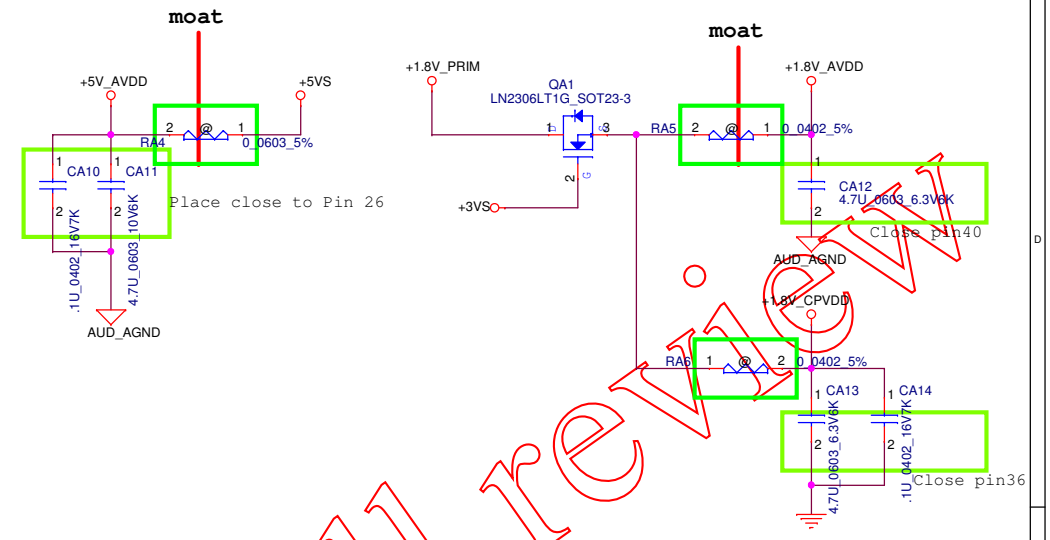 moat
moat
+5V_AVDD
+5VS
+1.8V_PRIM
QA1
LN2306LT1G_SOT23-3
+1.8V_AVDD
RA4
2
@
1
0_0603_5%
1
D
S
3
2
G
+3VS
RA5
2
@
1
0_0402_5%
1
CA10
2
.1U_0402_16V7K
1
CA11
2
4.7U_0603_10V6K
Place close to Pin 26
AUD_AGND
1
CA12
4.7U_0603_6.3V6K
2
Close pin40
AUD_AGND
D
+1.8V_CPVDD
RA6
1
@
2
0_0402_5%
1
CA13
2
4.7U_0603_6.3V6K
1
CA14
2
.1U_0402_16V7K
Close pin36
review